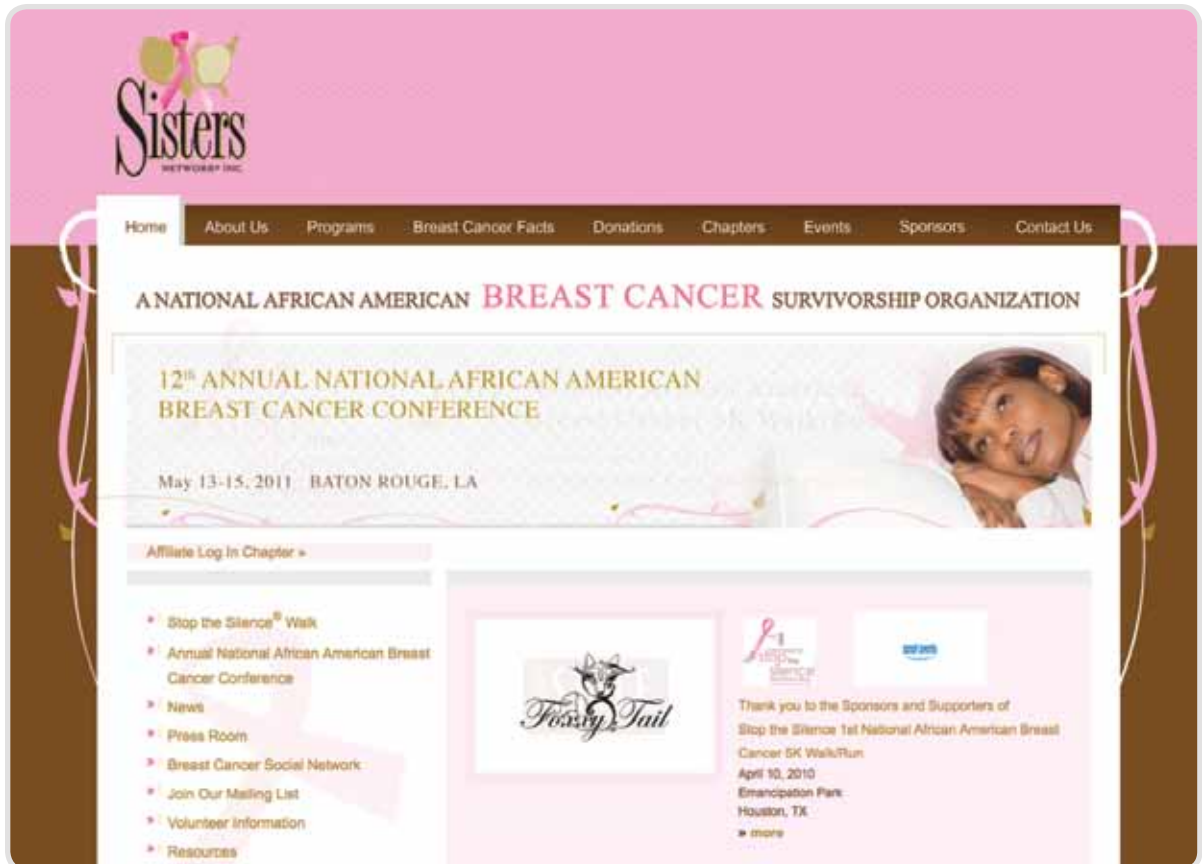 Sisters
NETWORK® INC.
Home About Us Programs Breast Cancer Facts Donations Chapters Events Sponsors Contact Us
A NATIONAL AFRICAN AMERICAN BREAST CANCER SURVIVORSHIP ORGANIZATION
12th ANNUAL NATIONAL AFRICAN AMERICAN
BREAST CANCER CONFERENCE
May 13-15, 2011 BATON ROUGE, LA
Affiliate Log In Chapter »
Stop the Silence® Walk
Annual National African American Breast
Cancer Conference
News
Press Room
Breast Cancer Social Network
Join Our Mailing List
Volunteer Information
Resources
Foxxy Tail
stop the
silence
Thank you to the Sponsors and Supporters of
Stop the Silence 1st National African American Breast
Cancer 5K Walk/Run
April 10, 2010
Emancipation Park
Houston, TX
» more